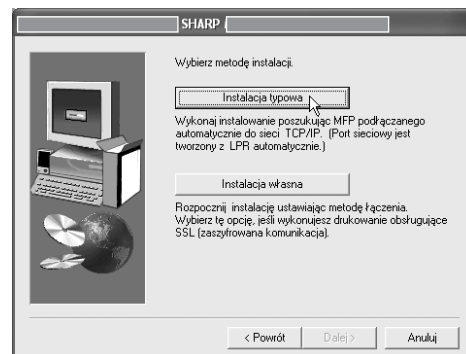 SHARP
Wybierz metodę instalacji.
Instalacja typowa
Wykonaj instalowanie poszukując MFP podłączanego
automatycznie do sieci TCP/IP. (Port sieciowy jest
tworzony z LPR automatycznie.)
Instalacja własna
Rozpocznij instalację ustawiając metodę łączenia.
Wybierz tę opcję, jeśli wykonujesz drukowanie obsługujące
SSL (zaszyfrowana komunikacja).
< Powrót Dalej > Anuluj